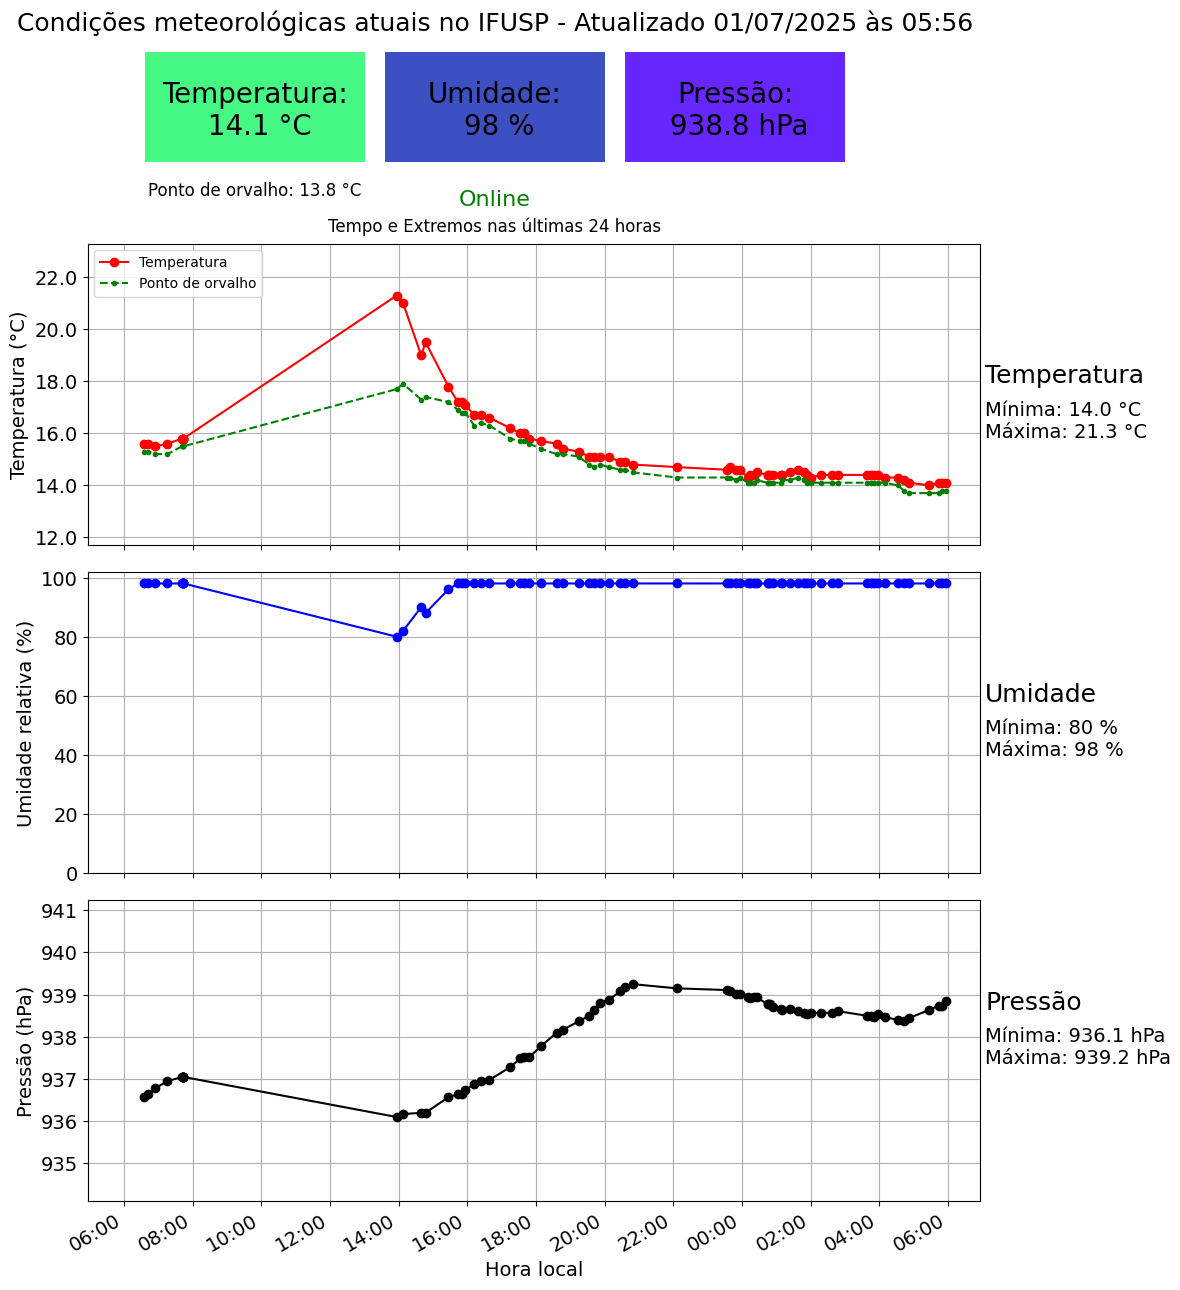 Condições meteorológicas atuais no IFUSP - Atualizado 01/07/2025 às 05:56
Temperatura:
14.1 °C
Umidade:
98 %
Pressão:
938.8 hPa
Ponto de orvalho: 13.8 °C
Online
Tempo e Extremos nas últimas 24 horas
Temperatura
Ponto de orvalho
Temperatura (°C)
22.0
20.0
18.0
16.0
14.0
12.0
Temperatura
Mínima: 14.0 °C
Máxima: 21.3 °C
Umidade relativa (%)
100
80
60
40
20
0
Umidade
Mínima: 80 %
Máxima: 98 %
Pressão (hPa)
941
940
939
938
937
936
935
Pressão
Mínima: 936.1 hPa
Máxima: 939.2 hPa
06:00 08:00 10:00 12:00 14:00 16:00 18:00 20:00 22:00 00:00 02:00 04:00 06:00
Hora local